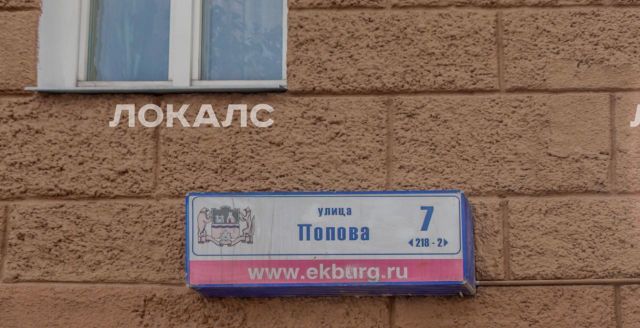 ЛОКАЛС
улица
Попова
7
218 - 2
www.ekburg.ru